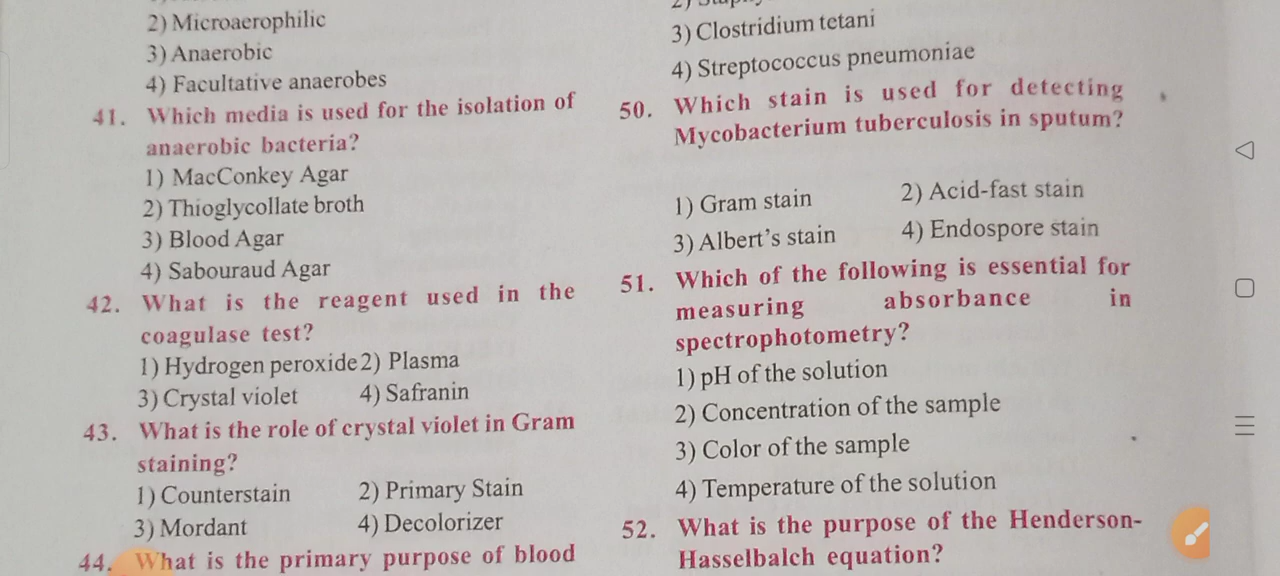 2) Microaerophilic
3) Anaerobic
4) Facultative anaerobes
41. Which media is used for the isolation of
anaerobic bacteria?
1) MacConkey Agar
2) Thioglycollate broth
3) Blood Agar
4) Sabouraud Agar
42. What is the reagent used in the
coagulase test?
1) Hydrogen peroxide 2) Plasma
3) Crystal violet 4) Safranin
43. What is the role of crystal violet in Gram
staining?
1) Counterstain 2) Primary Stain
3) Mordant 4) Decolorizer
44. What is the primary purpose of blood
3) Clostridium tetani
4) Streptococcus pneumoniae
50. Which stain is used for detecting
Mycobacterium tuberculosis in sputum?
1) Gram stain 2) Acid-fast stain
3) Albert's stain 4) Endospore stain
51. Which of the following is essential for
measuring absorbance in
spectrophotometry?
1) pH of the solution
2) Concentration of the sample
3) Color of the sample
4) Temperature of the solution
52. What is the purpose of the Henderson-
Hasselbalch equation?